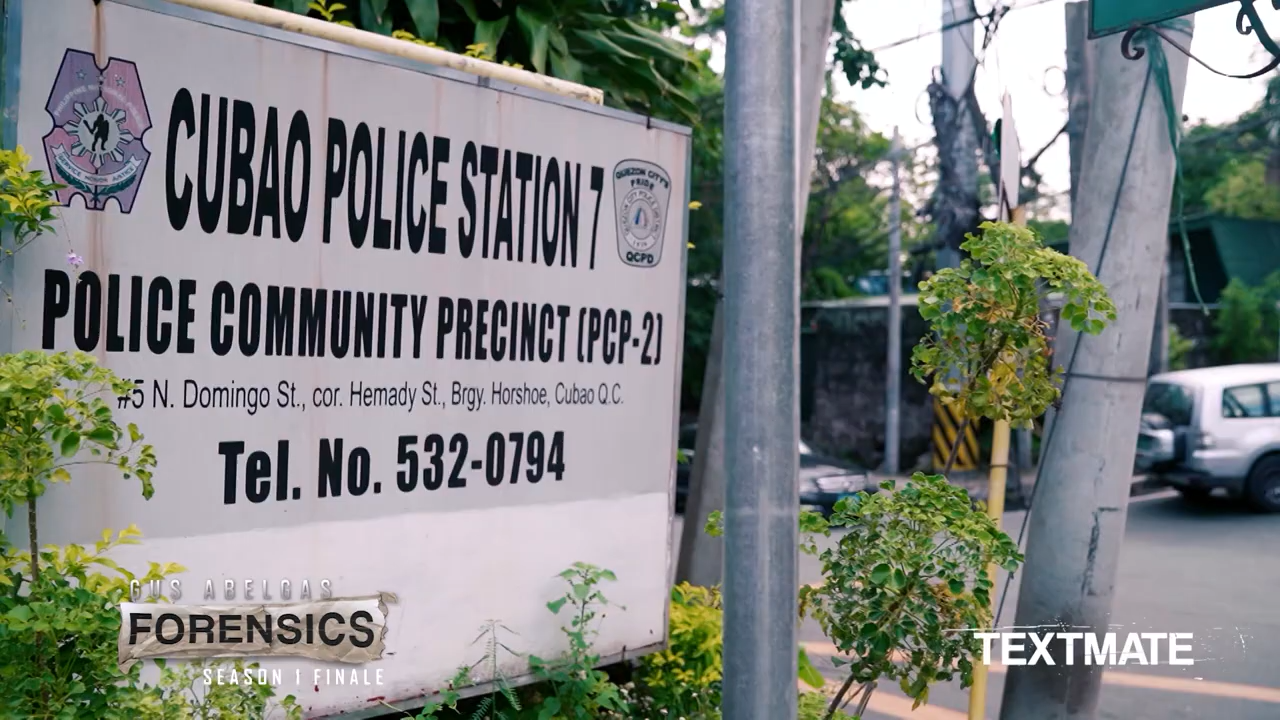 CUBAO POLICE STATION 7
QUEZON CITY'S
PRIDE
QCPD
POLICE COMMUNITY PRECINCT (PCP-2)
#5 N. Domingo St., cor. Hemady St., Brgy. Horshoe, Cubao Q.C.
Tel. No. 532-0794
GUS ABELGAS
FORENSICS
SEASON 1 FINALE
TEXTMATE